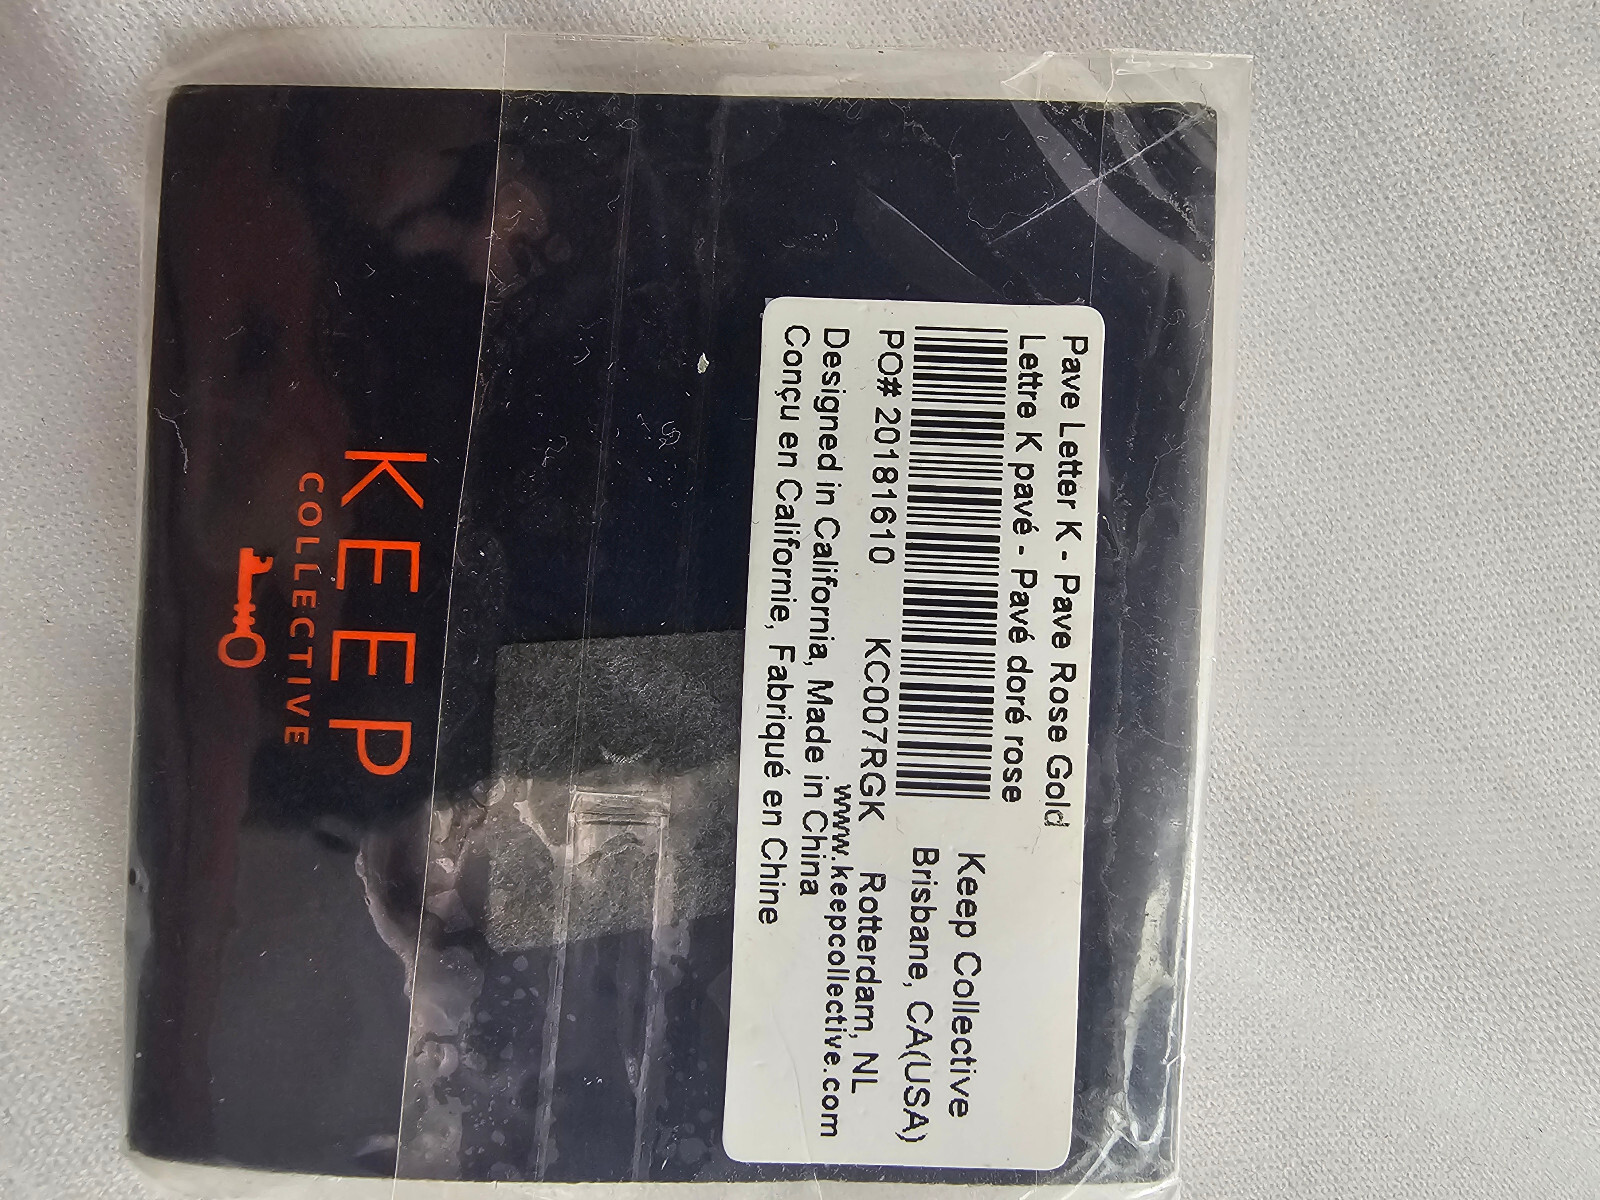 Pave Letter K - Pave Rose Gold
Lettre K pavé - Pavé doré rose
Keep Collective
Brisbane, CA(USA)
PO# 20181610 KC007RGK Rotterdam, NL
www.keepcollective.com
Designed in California, Made in China
Conçu en Californie, Fabriqué en Chine
KEEP
COLLECTIVE